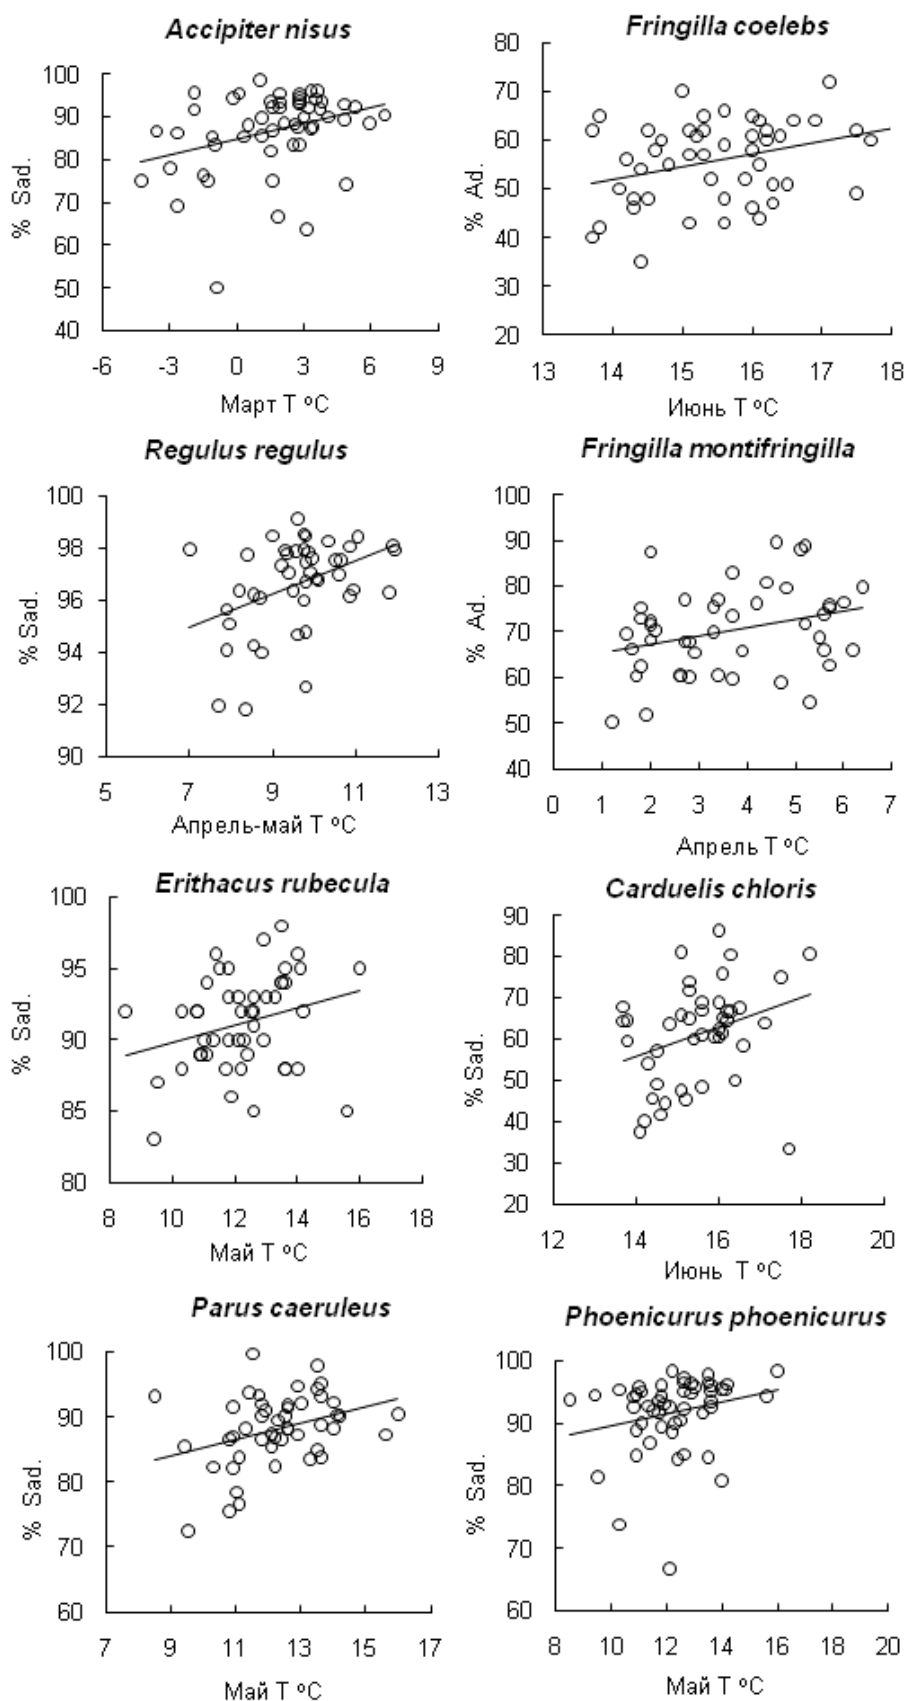 Accipiter nisus
100
90
80
70
60
50
40
% Sad.
-6 -3 0 3 6 9
Март T ºC
Fringilla coelebs
80
70
60
50
40
30
20
% Ad.
13 14 15 16 17 18
Июнь T ºC
Regulus regulus
100
98
96
94
92
90
% Sad.
5 7 9 11 13
Апрель-май T ºC
Fringilla montifringilla
100
90
80
70
60
50
40
% Ad.
0 1 2 3 4 5 6 7
Апрель T ºC
Erithacus rubecula
100
95
90
85
80
% Sad.
8 10 12 14 16 18
Май T ºC
Carduelis chloris
90
80
70
60
50
40
30
20
% Sad.
12 14 16 18 20
Июнь T ºC
Parus caeruleus
100
90
80
70
60
% Sad.
7 9 11 13 15 17
Май T ºC
Phoenicurus phoenicurus
100
90
80
70
60
% Sad.
8 10 12 14 16 18 20
Май T ºC